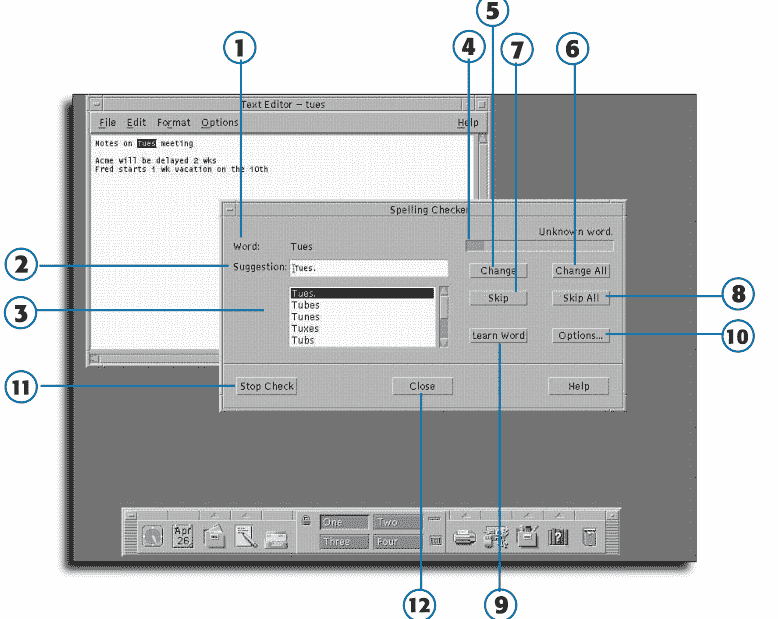 5
1
4
7
6
Text Editor – tues
File Edit Format Options Help
Notes on Tues meeting
Acme will be delayed 2 wks
Fred starts 1 wk vacation on the 10th
Spelling Checker
Unknown word.
Word: Tues
2
Suggestion: Tues.
Change Change All
3
Tues.
Tubes
Tunes
Tuxes
Tubs
Skip Skip All
8
Learn Word Options...
10
11
Stop Check Close Help
Apr
26
One Two
Three Four
12
9